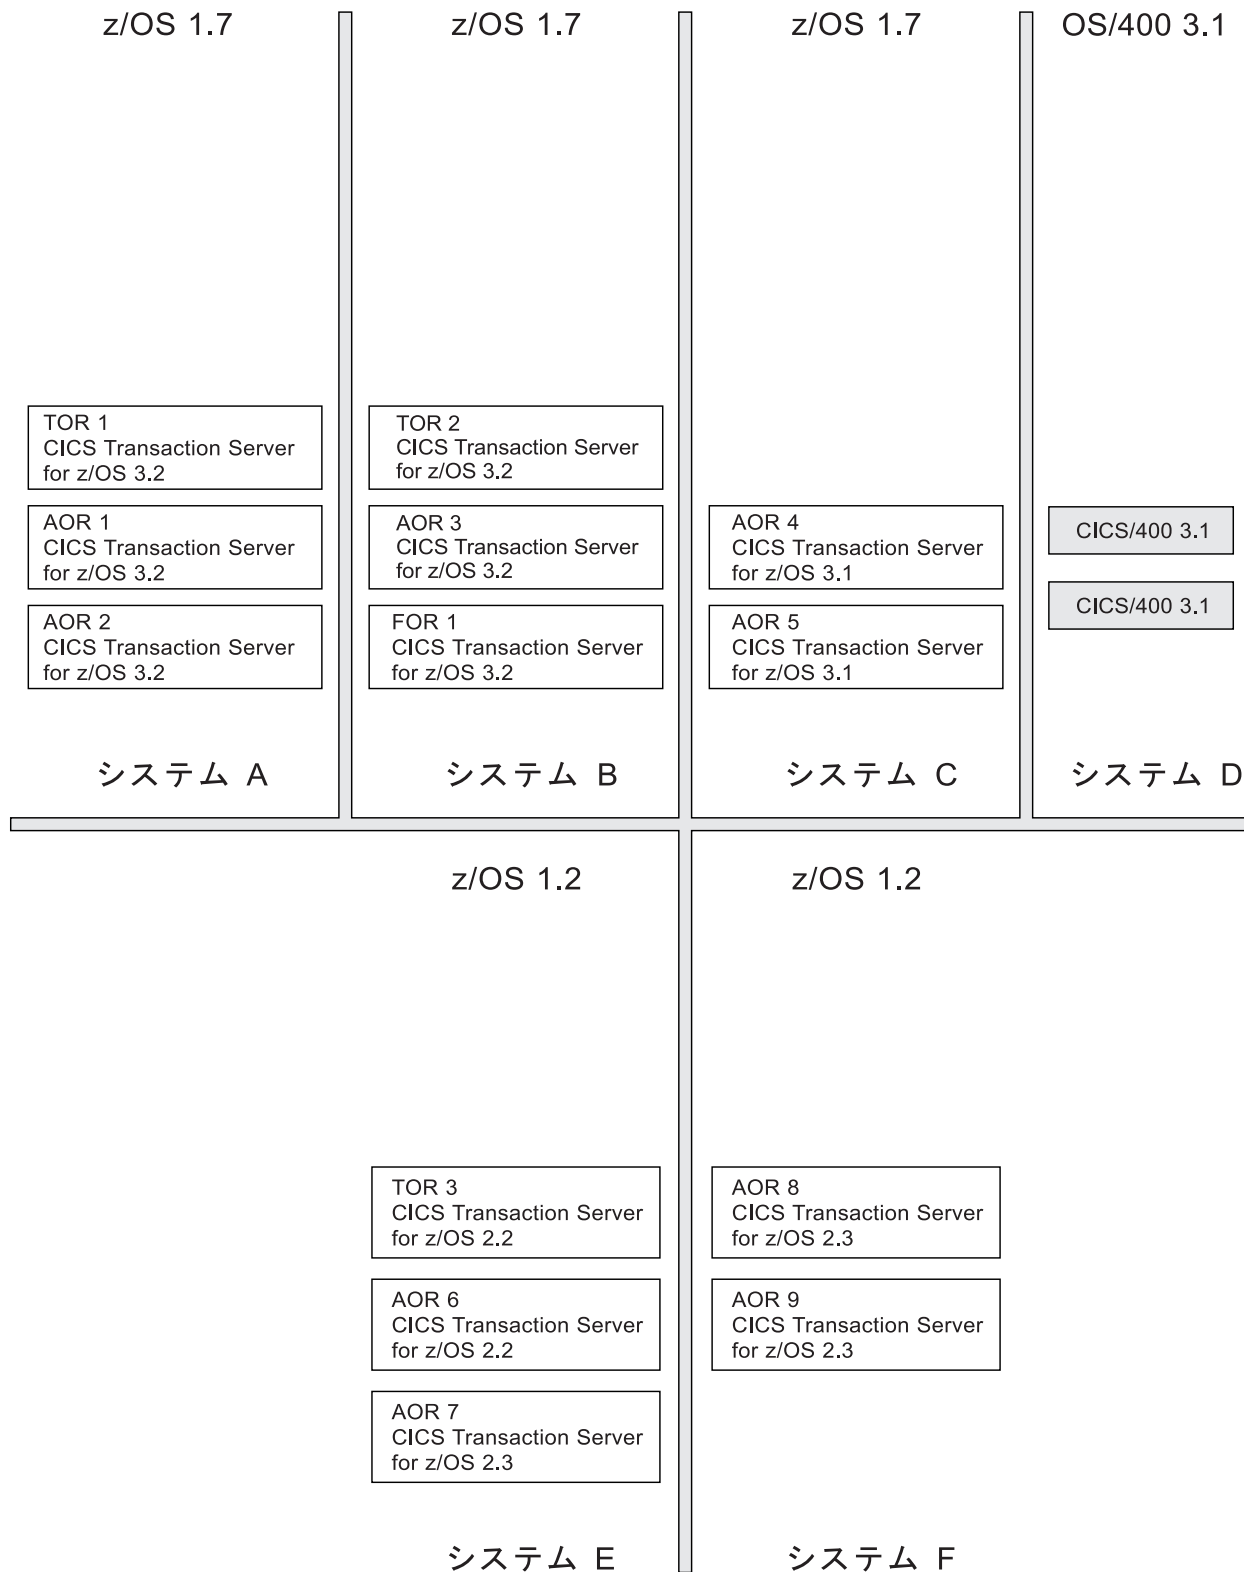 z/OS 1.7
z/OS 1.7
z/OS 1.7
OS/400 3.1
TOR 1
CICS Transaction Server
for z/OS 3.2
AOR 1
CICS Transaction Server
for z/OS 3.2
AOR 2
CICS Transaction Server
for z/OS 3.2
システム A
TOR 2
CICS Transaction Server
for z/OS 3.2
AOR 3
CICS Transaction Server
for z/OS 3.2
FOR 1
CICS Transaction Server
for z/OS 3.2
システム B
AOR 4
CICS Transaction Server
for z/OS 3.1
AOR 5
CICS Transaction Server
for z/OS 3.1
システム C
CICS/400 3.1
CICS/400 3.1
システム D
z/OS 1.2
TOR 3
CICS Transaction Server
for z/OS 2.2
AOR 6
CICS Transaction Server
for z/OS 2.2
AOR 7
CICS Transaction Server
for z/OS 2.3
システム E
z/OS 1.2
AOR 8
CICS Transaction Server
for z/OS 2.3
AOR 9
CICS Transaction Server
for z/OS 2.3
システム F